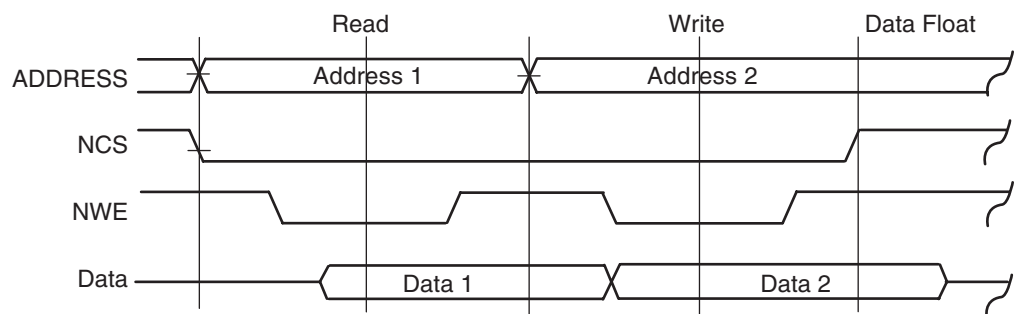 Read Write Data Float
ADDRESS Address 1 Address 2
NCS
NWE
Data Data 1 Data 2